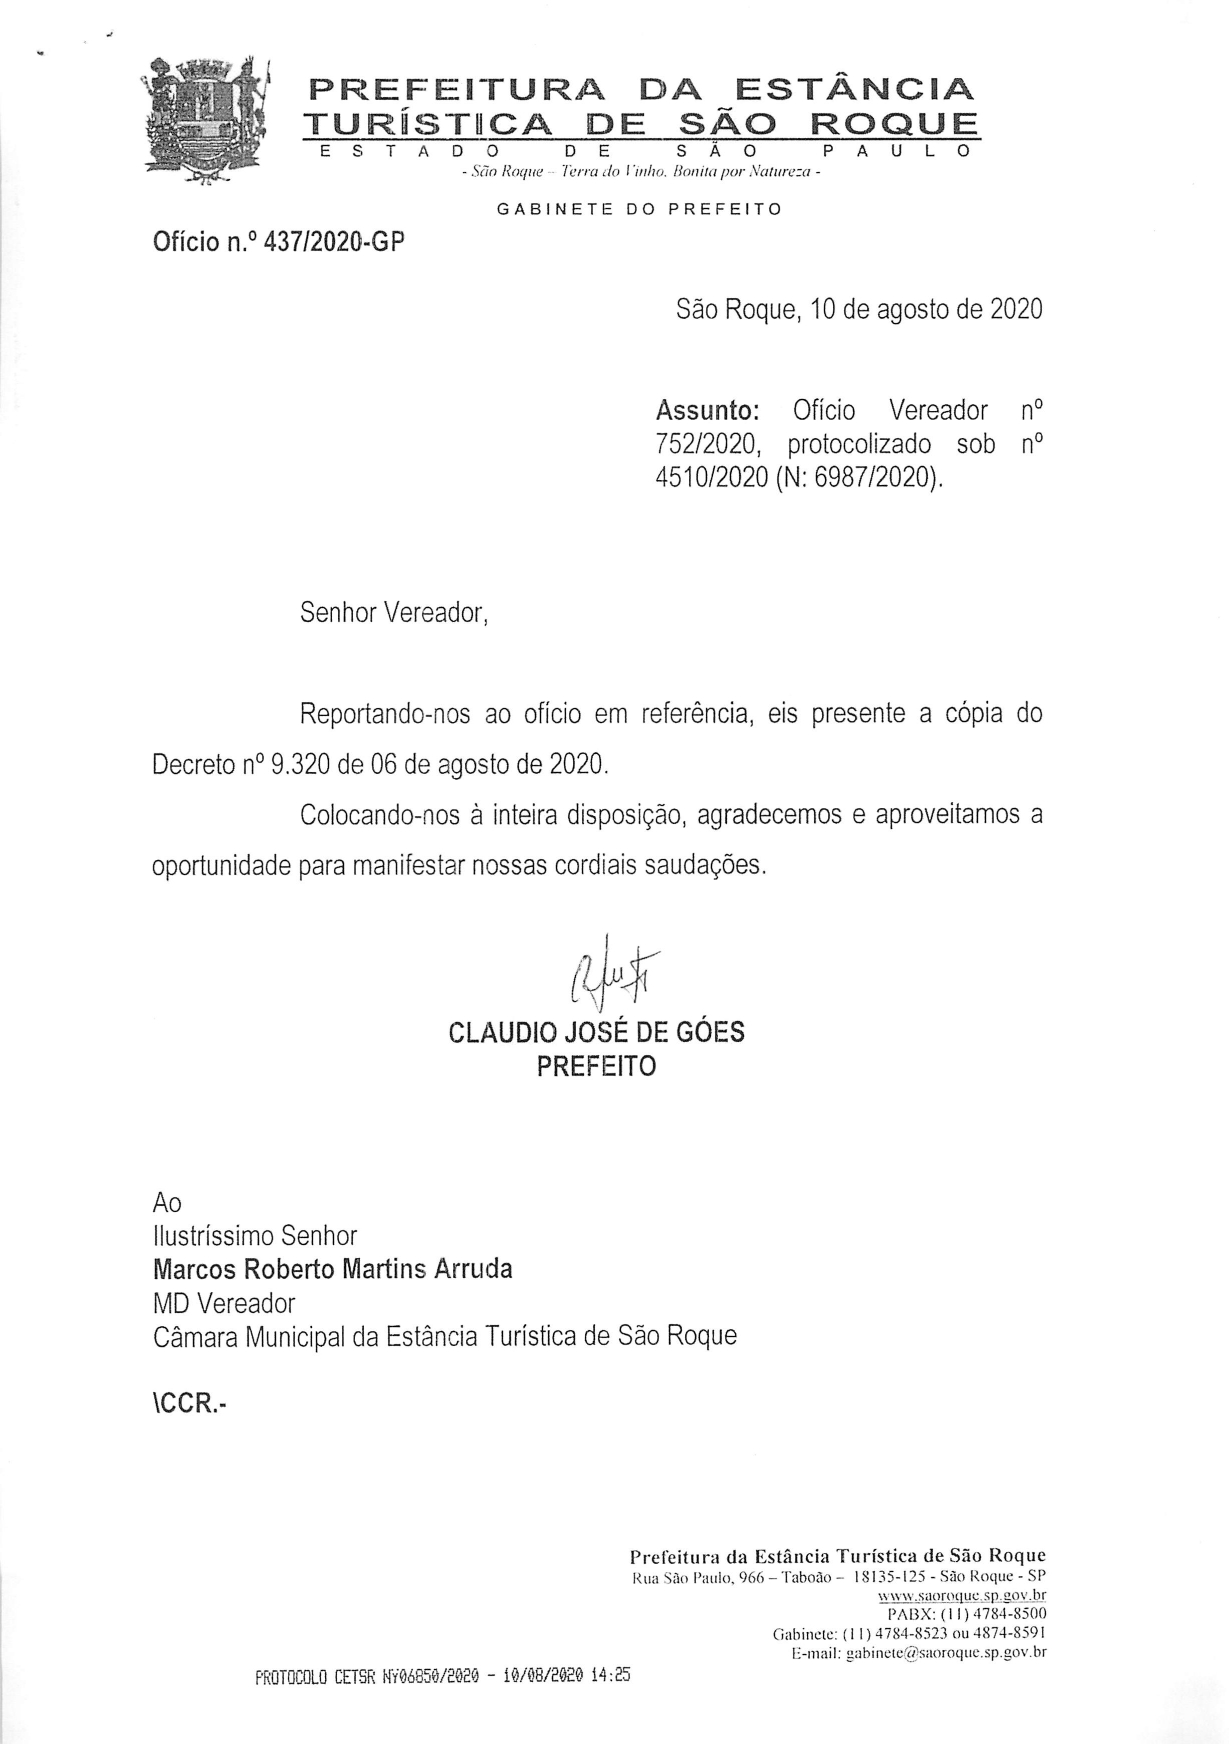 PREFEITURA DA ESTÂNCIA
TURÍSTICA DE SÃO ROQUE
ESTADO DE SÃO PAULO
- São Roque – Terra do Vinho, Bonita por Natureza -
GABINETE DO PREFEITO
Ofício n.º 437/2020-GP
São Roque, 10 de agosto de 2020
Assunto: Ofício Vereador nº
752/2020, protocolizado sob nº
4510/2020 (N: 6987/2020).
Senhor Vereador,
Reportando-nos ao ofício em referência, eis presente a cópia do
Decreto nº 9.320 de 06 de agosto de 2020.
Colocando-nos à inteira disposição, agradecemos e aproveitamos a
oportunidade para manifestar nossas cordiais saudações.
CLAUDIO JOSÉ DE GÓES
PREFEITO
Ao
Ilustríssimo Senhor
Marcos Roberto Martins Arruda
MD Vereador
Câmara Municipal da Estância Turística de São Roque
\CCR.-
Prefeitura da Estância Turística de São Roque
Rua São Paulo, 966 – Taboão – 18135-125 - São Roque - SP
www.saoroque.sp.gov.br
PABX: (11) 4784-8500
Gabinete: (11) 4784-8523 ou 4874-8591
E-mail: gabinete@saoroque.sp.gov.br
PROTOCOLO CETSR Nº06850/2020 - 10/08/2020 14:25